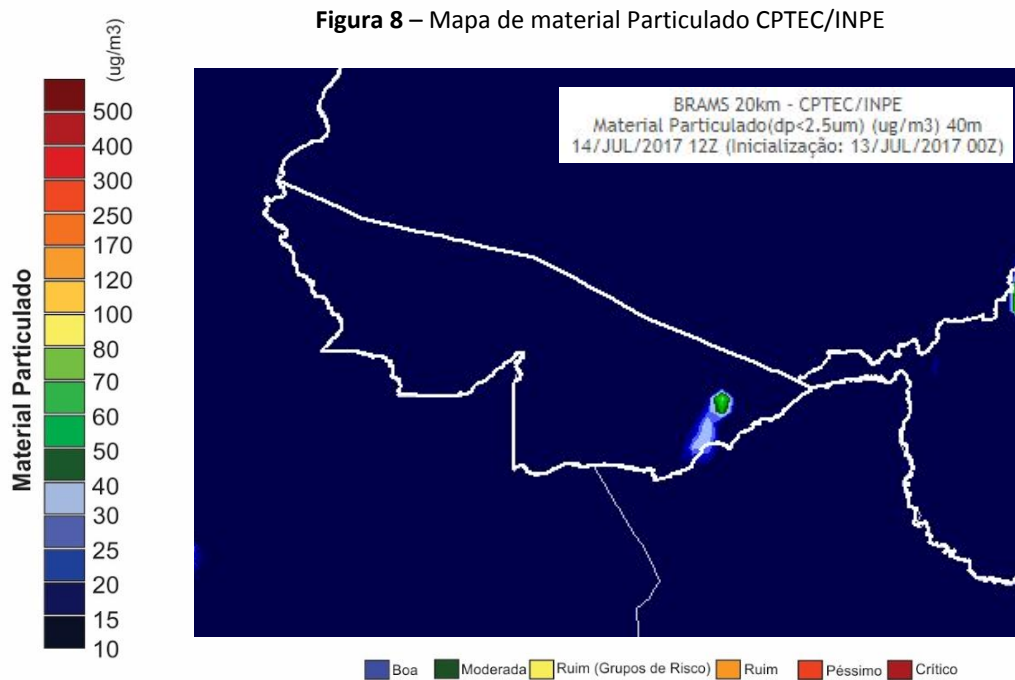 Figura 8 – Mapa de material Particulado CPTEC/INPE
(ug/m3)
BRAMS 20km - CPTEC/INPE
Material Particulado(dp<2.5um) (ug/m3) 40m
14/JUL/2017 12Z (Inicialização: 13/JUL/2017 00Z)
Material Particulado
500
400
300
250
170
120
100
80
70
60
50
40
30
25
20
15
10
Boa Moderada Ruim (Grupos de Risco) Ruim Péssimo Crítico